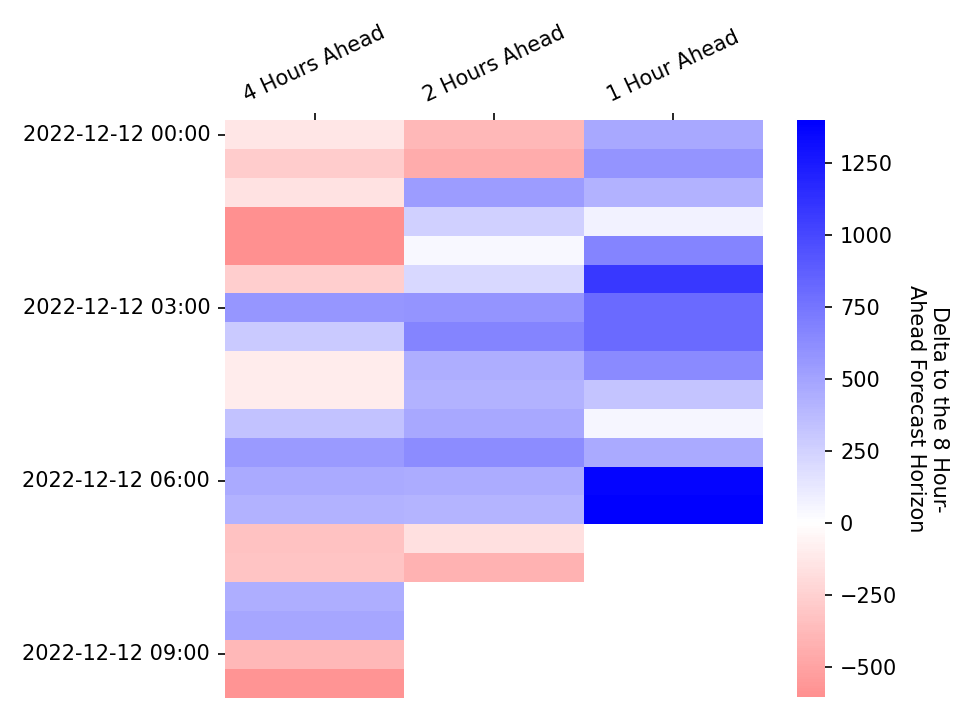 4 Hours Ahead
2 Hours Ahead
1 Hour Ahead
2022-12-12 00:00
2022-12-12 03:00
2022-12-12 06:00
2022-12-12 09:00
1250
1000
750
500
250
0
−250
−500
Delta to the 8 Hour-
Ahead Forecast Horizon